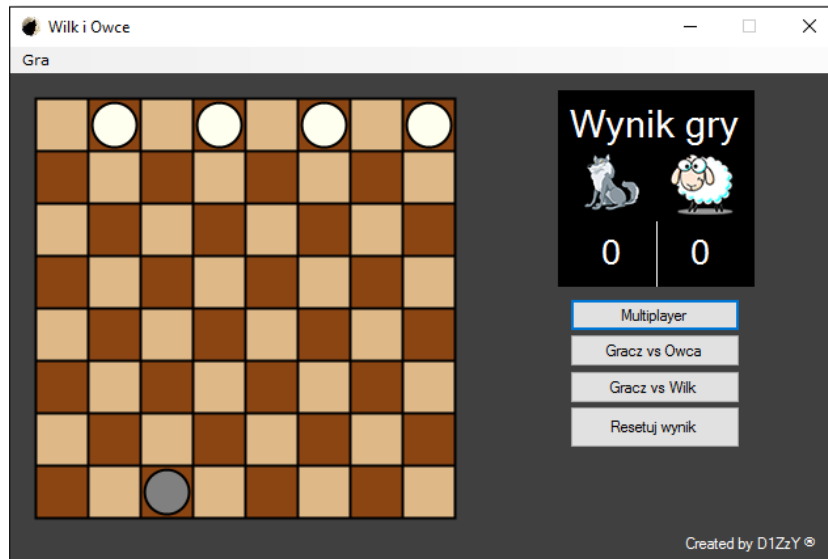 Wilk i Owce
Gra
Wynik gry
0 0
Multiplayer
Gracz vs Owca
Gracz vs Wilk
Resetuj wynik
Created by D1ZzY ®